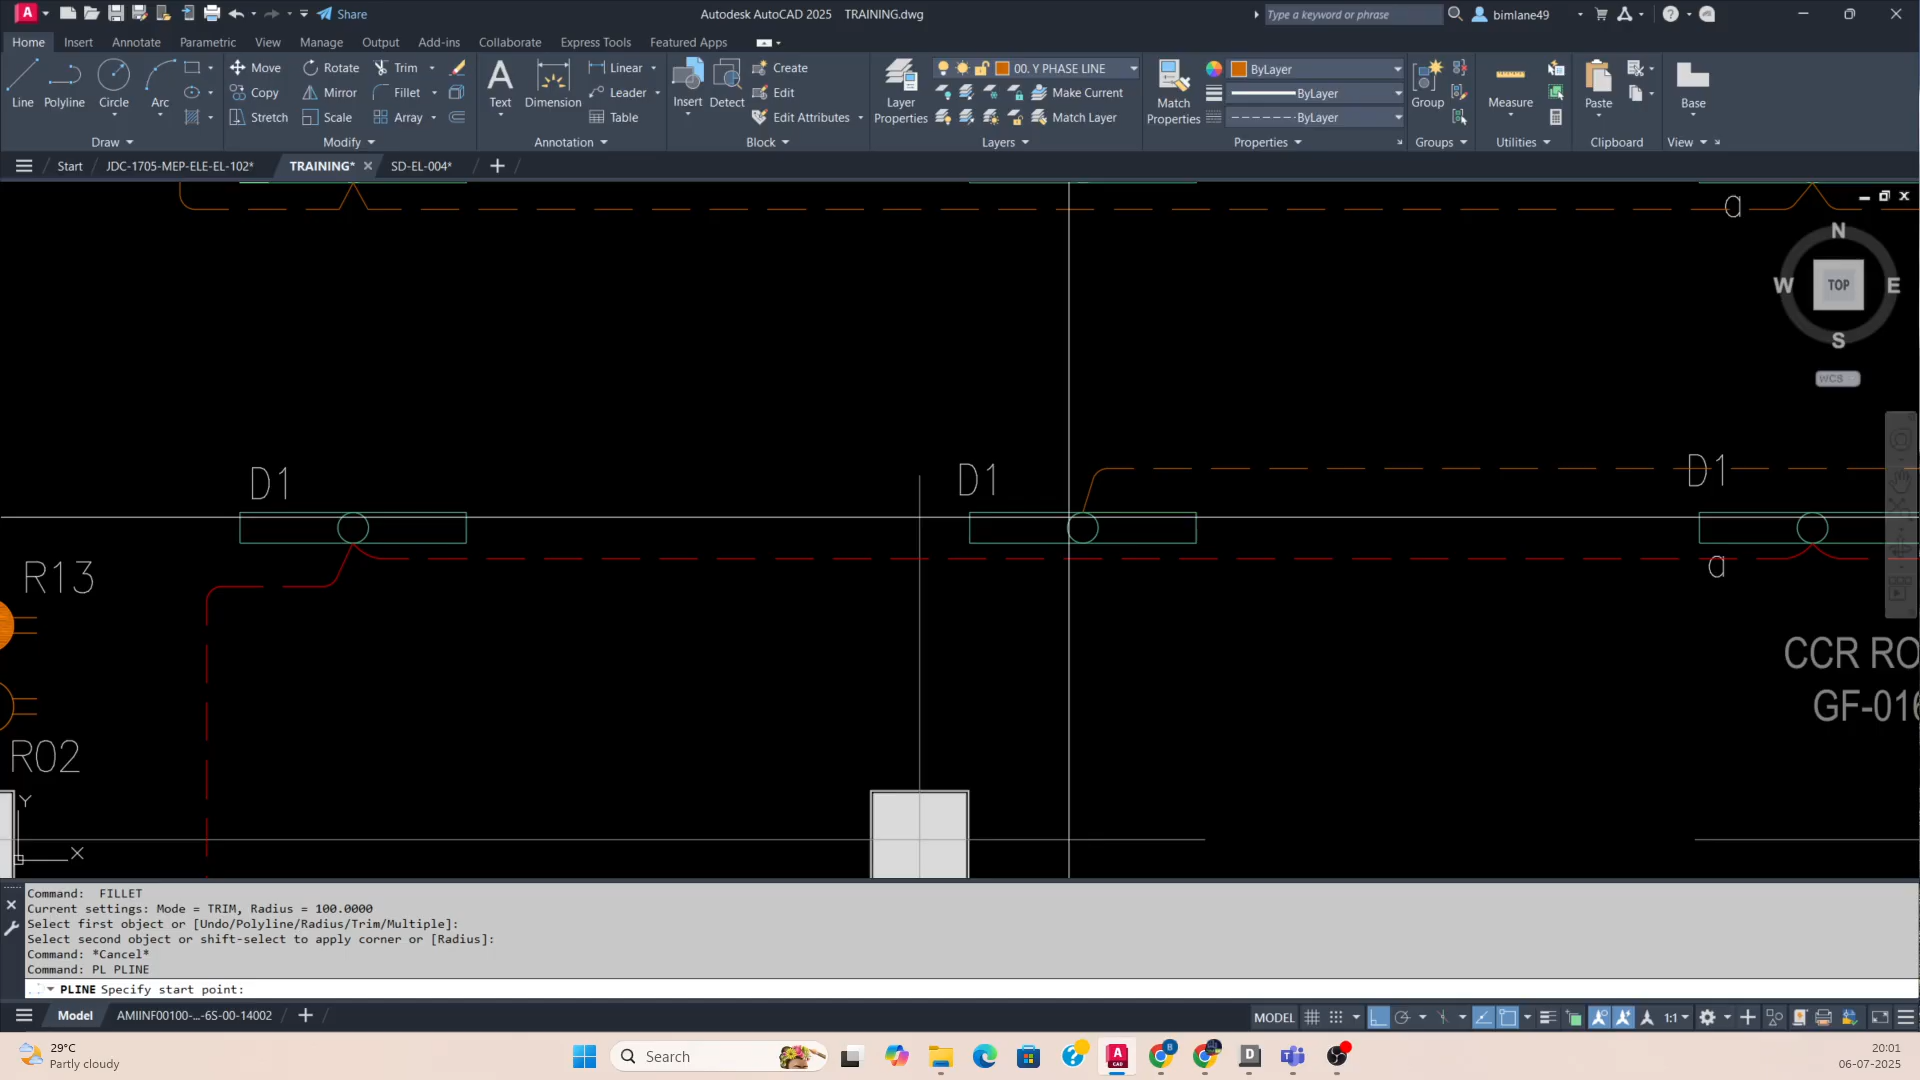 Share
Autodesk AutoCAD 2025 TRAINING.dwg
Type a keyword or phrase
bimlane49
Home Insert Annotate Parametric View Manage Output Add-ins Collaborate Express Tools Featured Apps
Line Polyline Circle Arc
Move Rotate Trim
Copy Mirror Fillet
Stretch Scale Array
Text Dimension
Linear
Leader
Table
Insert Detect
Create
Edit
Edit Attributes
Layer Properties
00. Y PHASE LINE
Make Current
Match Layer
Match Properties
ByLayer
ByLayer
ByLayer
Group
Measure
Paste
Base
Draw Modify Annotation Block Layers Properties Groups Utilities Clipboard View
Start JDC-1705-MEP-ELE-EL-102* TRAINING* SD-EL-004*
a
N
W TOP E
S
WCS
D1 D1 D1
R13
a
CCR RO
GF-016
R02
Y
X
Command: FILLET
Current settings: Mode = TRIM, Radius = 100.0000
Select first object or [Undo/Polyline/Radius/Trim/Multiple]:
Select second object or shift-select to apply corner or [Radius]:
Command: *Cancel*
Command: PL PLINE
PLINE Specify start point:
Model AMIINF00100-...-6S-00-14002
MODEL 1:1
29°C
Partly cloudy
Search
20:01
06-07-2025